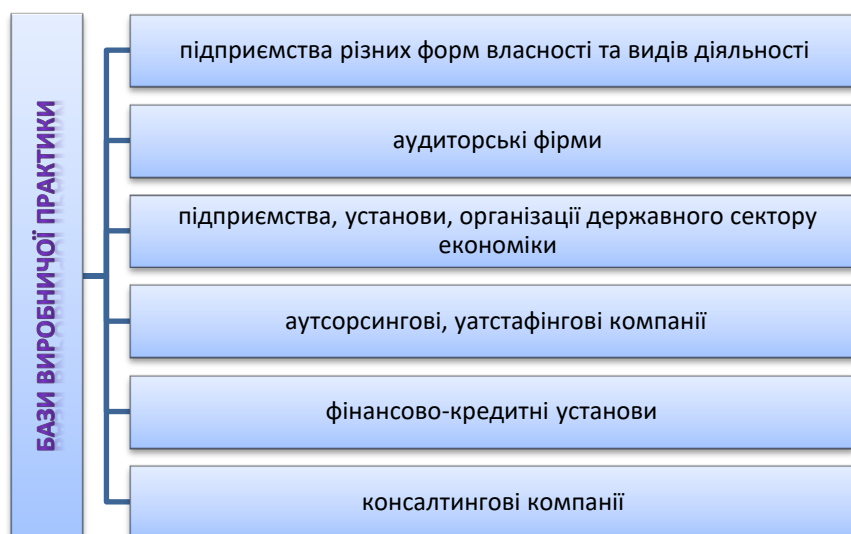 БАЗИ ВИРОБНИЧОЇ ПРАКТИКИ
підприємства різних форм власності та видів діяльності
аудиторські фірми
підприємства, установи, організації державного сектору
економіки
аутсорсингові, уатстафінгові компанії
фінансово-кредитні установи
консалтингові компанії